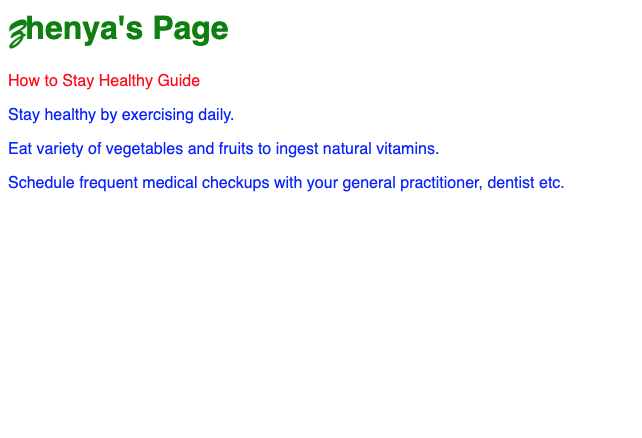 Zhenya's Page
How to Stay Healthy Guide
Stay healthy by exercising daily.
Eat variety of vegetables and fruits to ingest natural vitamins.
Schedule frequent medical checkups with your general practitioner, dentist etc.